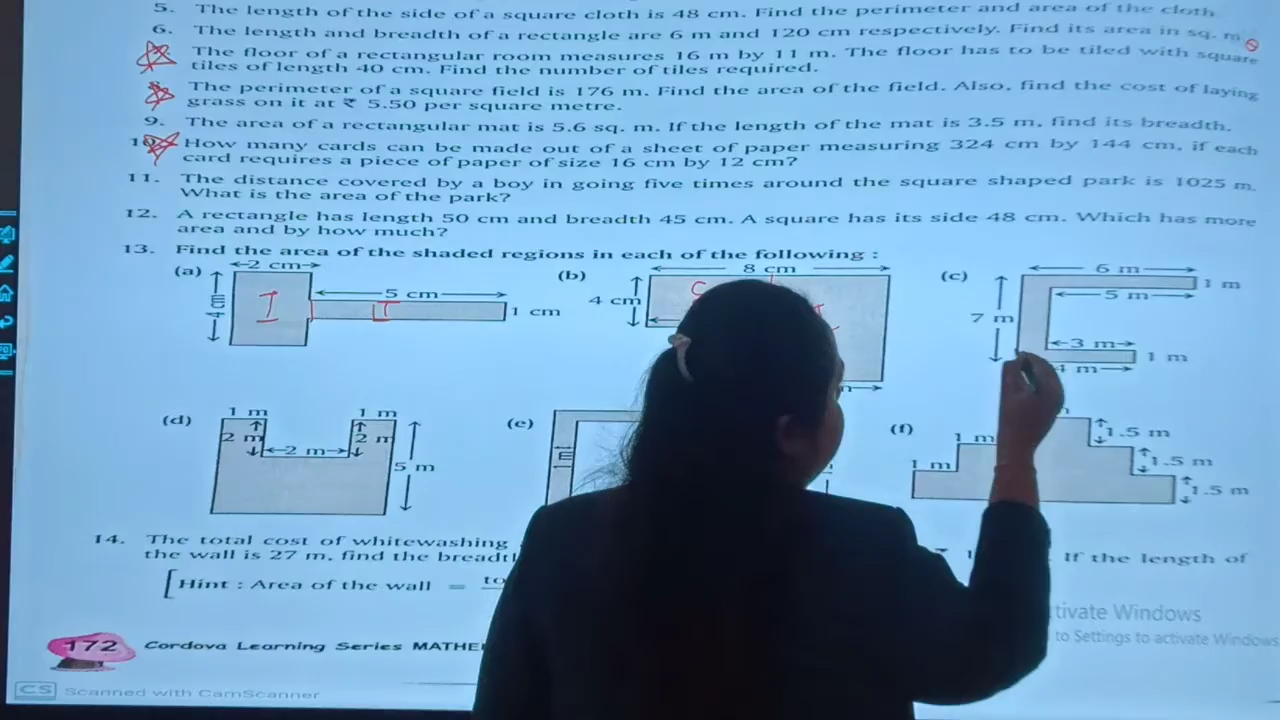 5. The length of the side of a square cloth is 48 cm. Find the perimeter and area of the cloth
6. The length and breadth of a rectangle are 6 m and 120 cm respectively. Find its area in sq. m.
The floor of a rectangular room measures 16 m by 11 m. The floor has to be tiled with square
tiles of length 40 cm. Find the number of tiles required.
The perimeter of a square field is 176 m. Find the area of the field. Also, find the cost of laying
grass on it at ₹ 5.50 per square metre.
9. The area of a rectangular mat is 5.6 sq. m. If the length of the mat is 3.5 m, find its breadth.
10. How many cards can be made out of a sheet of paper measuring 324 cm by 144 cm, if each
card requires a piece of paper of size 16 cm by 12 cm?
11. The distance covered by a boy in going five times around the square shaped park is 1025 m.
What is the area of the park?
12. A rectangle has length 50 cm and breadth 45 cm. A square has its side 48 cm. Which has more
area and by how much?
13. Find the area of the shaded regions in each of the following :
(a) 2 cm
4 cm
I
5 cm
II
1 cm
(b) 8 cm
4 cm
(c) 6 m
1 m
5 m
7 m
3 m
1 m
4 m
(d) 1 m 1 m
2 m 2 m
2 m
5 m
(e)
(f)
1.5 m
1 m
1.5 m
1 m
1.5 m
14. The total cost of whitewashing
If the length of
the wall is 27 m, find the
[Hint : Area of the wall =
172 Cordova Learning Series
to Settings to activate Windows
CS Scanned with CamScanner